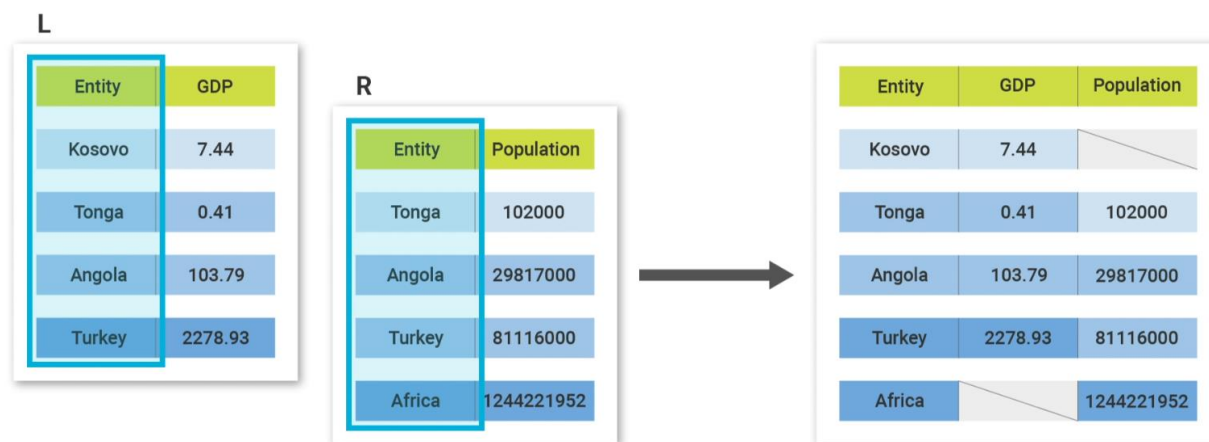 L
Entity GDP
Kosovo 7.44
Tonga 0.41
Angola 103.79
Turkey 2278.93
R
Entity Population
Tonga 102000
Angola 29817000
Turkey 81116000
Africa 1244221952
Entity GDP Population
Kosovo 7.44
Tonga 0.41 102000
Angola 103.79 29817000
Turkey 2278.93 81116000
Africa 1244221952